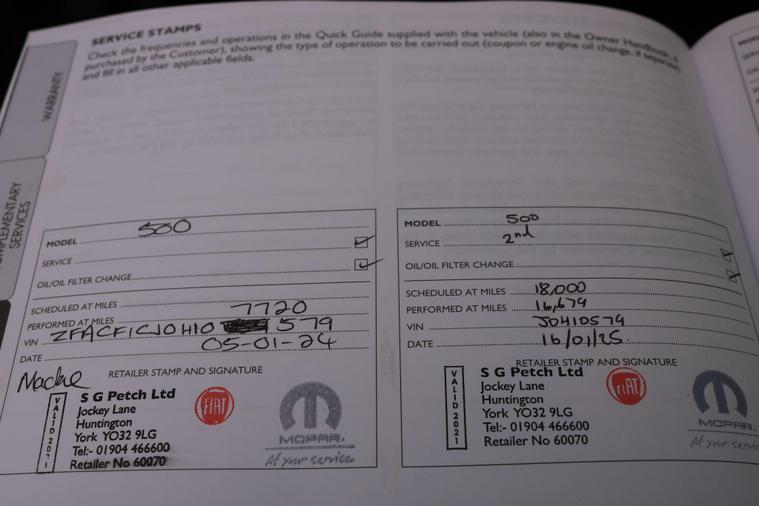 SERVICE STAMPS
Check the frequencies and operations in the Quick Guide supplied with the vehicle (also in the Owner Handbook, if
purchased by the Customer), showing the type of operation to be carried out (coupon or engine oil change, if separate)
and fill in all other applicable fields.
WARRANTY
SERVICES
MODEL 500
SERVICE
OIL/OIL FILTER CHANGE
SCHEDULED AT MILES
PERFORMED AT MILES 7720
VIN ZFACFICJOH10 579
DATE 05-01-24
RETAILER STAMP AND SIGNATURE
VALID 2021
S G Petch Ltd
Jockey Lane
Huntington
York YO32 9LG
Tel:- 01904 466600
Retailer No 60070
FIAT
MOPAR
At your service
MODEL 500
SERVICE 2nd
OIL/OIL FILTER CHANGE
SCHEDULED AT MILES 18,000
PERFORMED AT MILES 16,679
VIN J0H10579
DATE 16/01/25
RETAILER STAMP AND SIGNATURE
VALID 2021
S G Petch Ltd
Jockey Lane
Huntington
York YO32 9LG
Tel:- 01904 466600
Retailer No 60070
FIAT
MOPAR
At your service